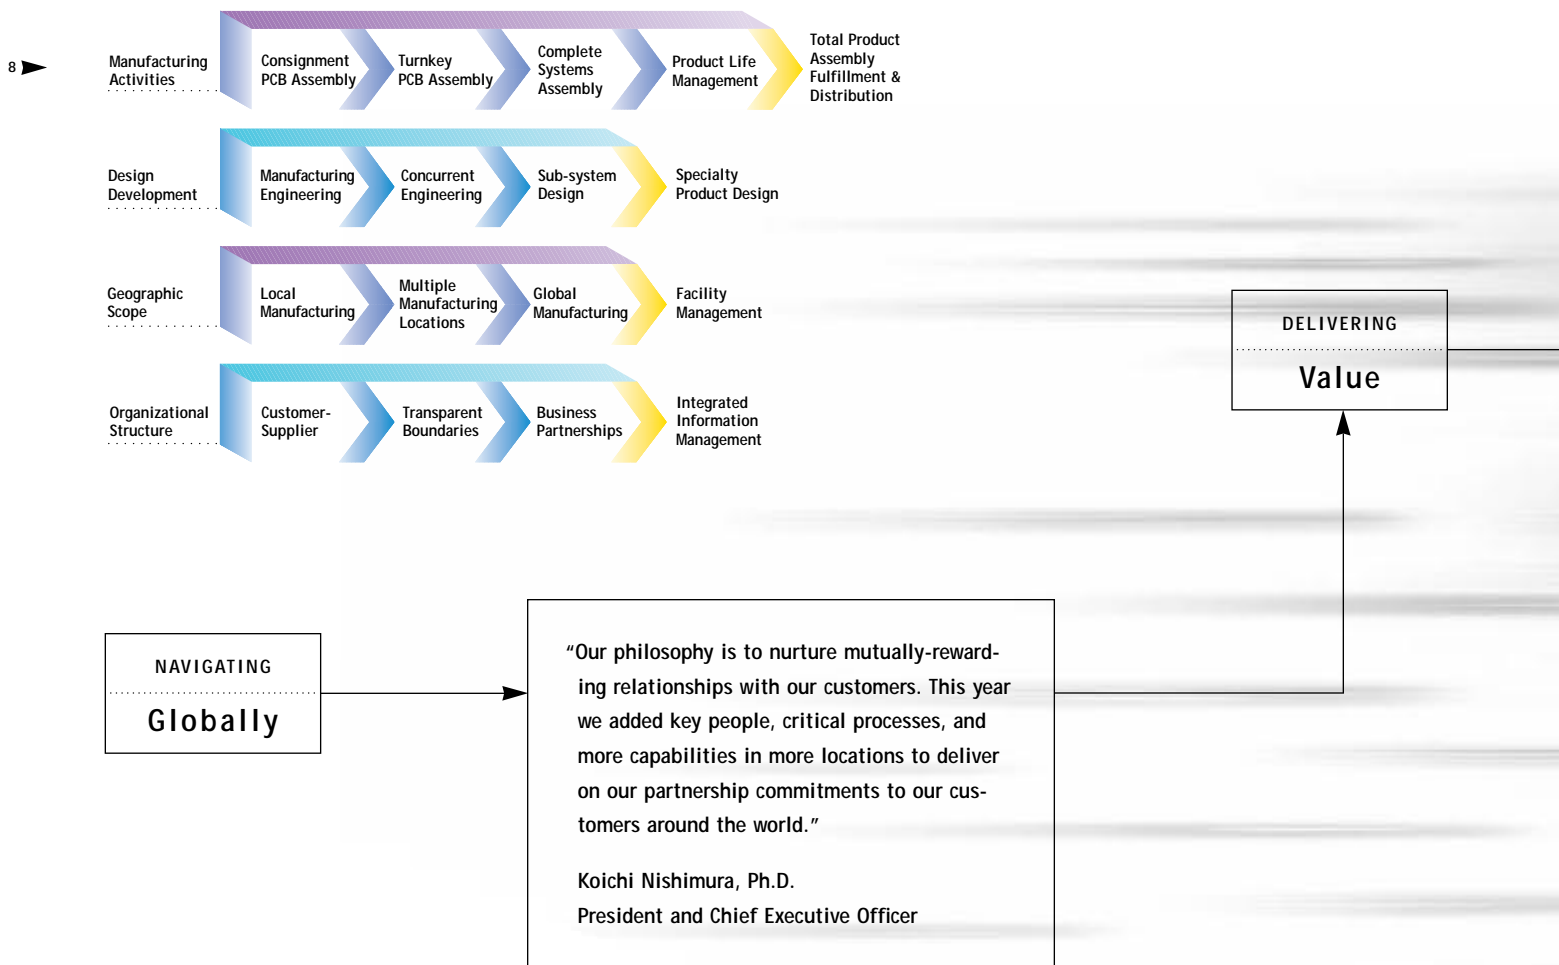 8
Manufacturing
Activities
Consignment
PCB Assembly
Turnkey
PCB Assembly
Complete
Systems
Assembly
Product Life
Management
Total Product
Assembly
Fulfillment &
Distribution
Design
Development
Manufacturing
Engineering
Concurrent
Engineering
Sub-system
Design
Specialty
Product Design
Geographic
Scope
Local
Manufacturing
Multiple
Manufacturing
Locations
Global
Manufacturing
Facility
Management
Organizational
Structure
Customer-
Supplier
Transparent
Boundaries
Business
Partnerships
Integrated
Information
Management
DELIVERING
Value
NAVIGATING
Globally
“Our philosophy is to nurture mutually-reward-
ing relationships with our customers. This year
we added key people, critical processes, and
more capabilities in more locations to deliver
on our partnership commitments to our cus-
tomers around the world.”
Koichi Nishimura, Ph.D.
President and Chief Executive Officer